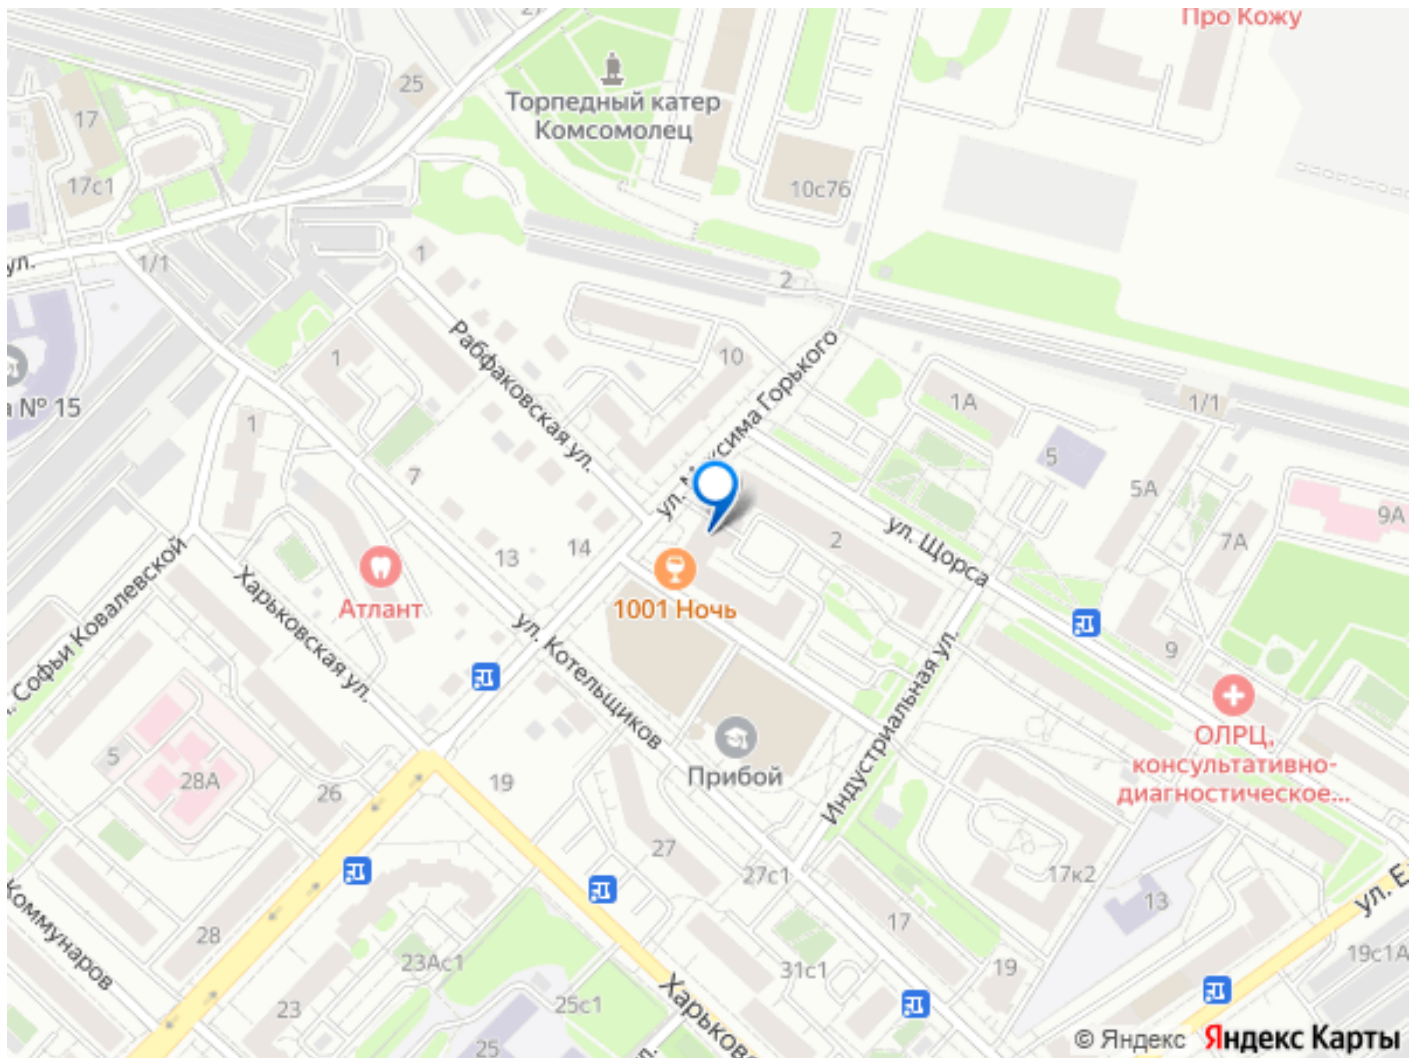 Про Кожу
25
Торпедный катер
Комсомолец
17
17с1
10с76
1
ул.
1/1
2
Рабфаковская ул.
1
10
ул. Максима Горького
1А
1/1
№ 15
1
7
5
5А
9А
7А
ул. Щорса
2
14
13
Атлант
1001 Ночь
Софьи Ковалевской
Харьковская ул.
ул. Котельщиков
Индустриальная ул.
9
ОЛРЦ,
консультативно-
диагностическое...
Прибой
5
28А
26
19
27
27с1
17к2
13
17
Коммунаров
28
23Ас1
31с1
19
19с1А
23
25с1
25
Харьков
© Яндекс Яндекс Карты